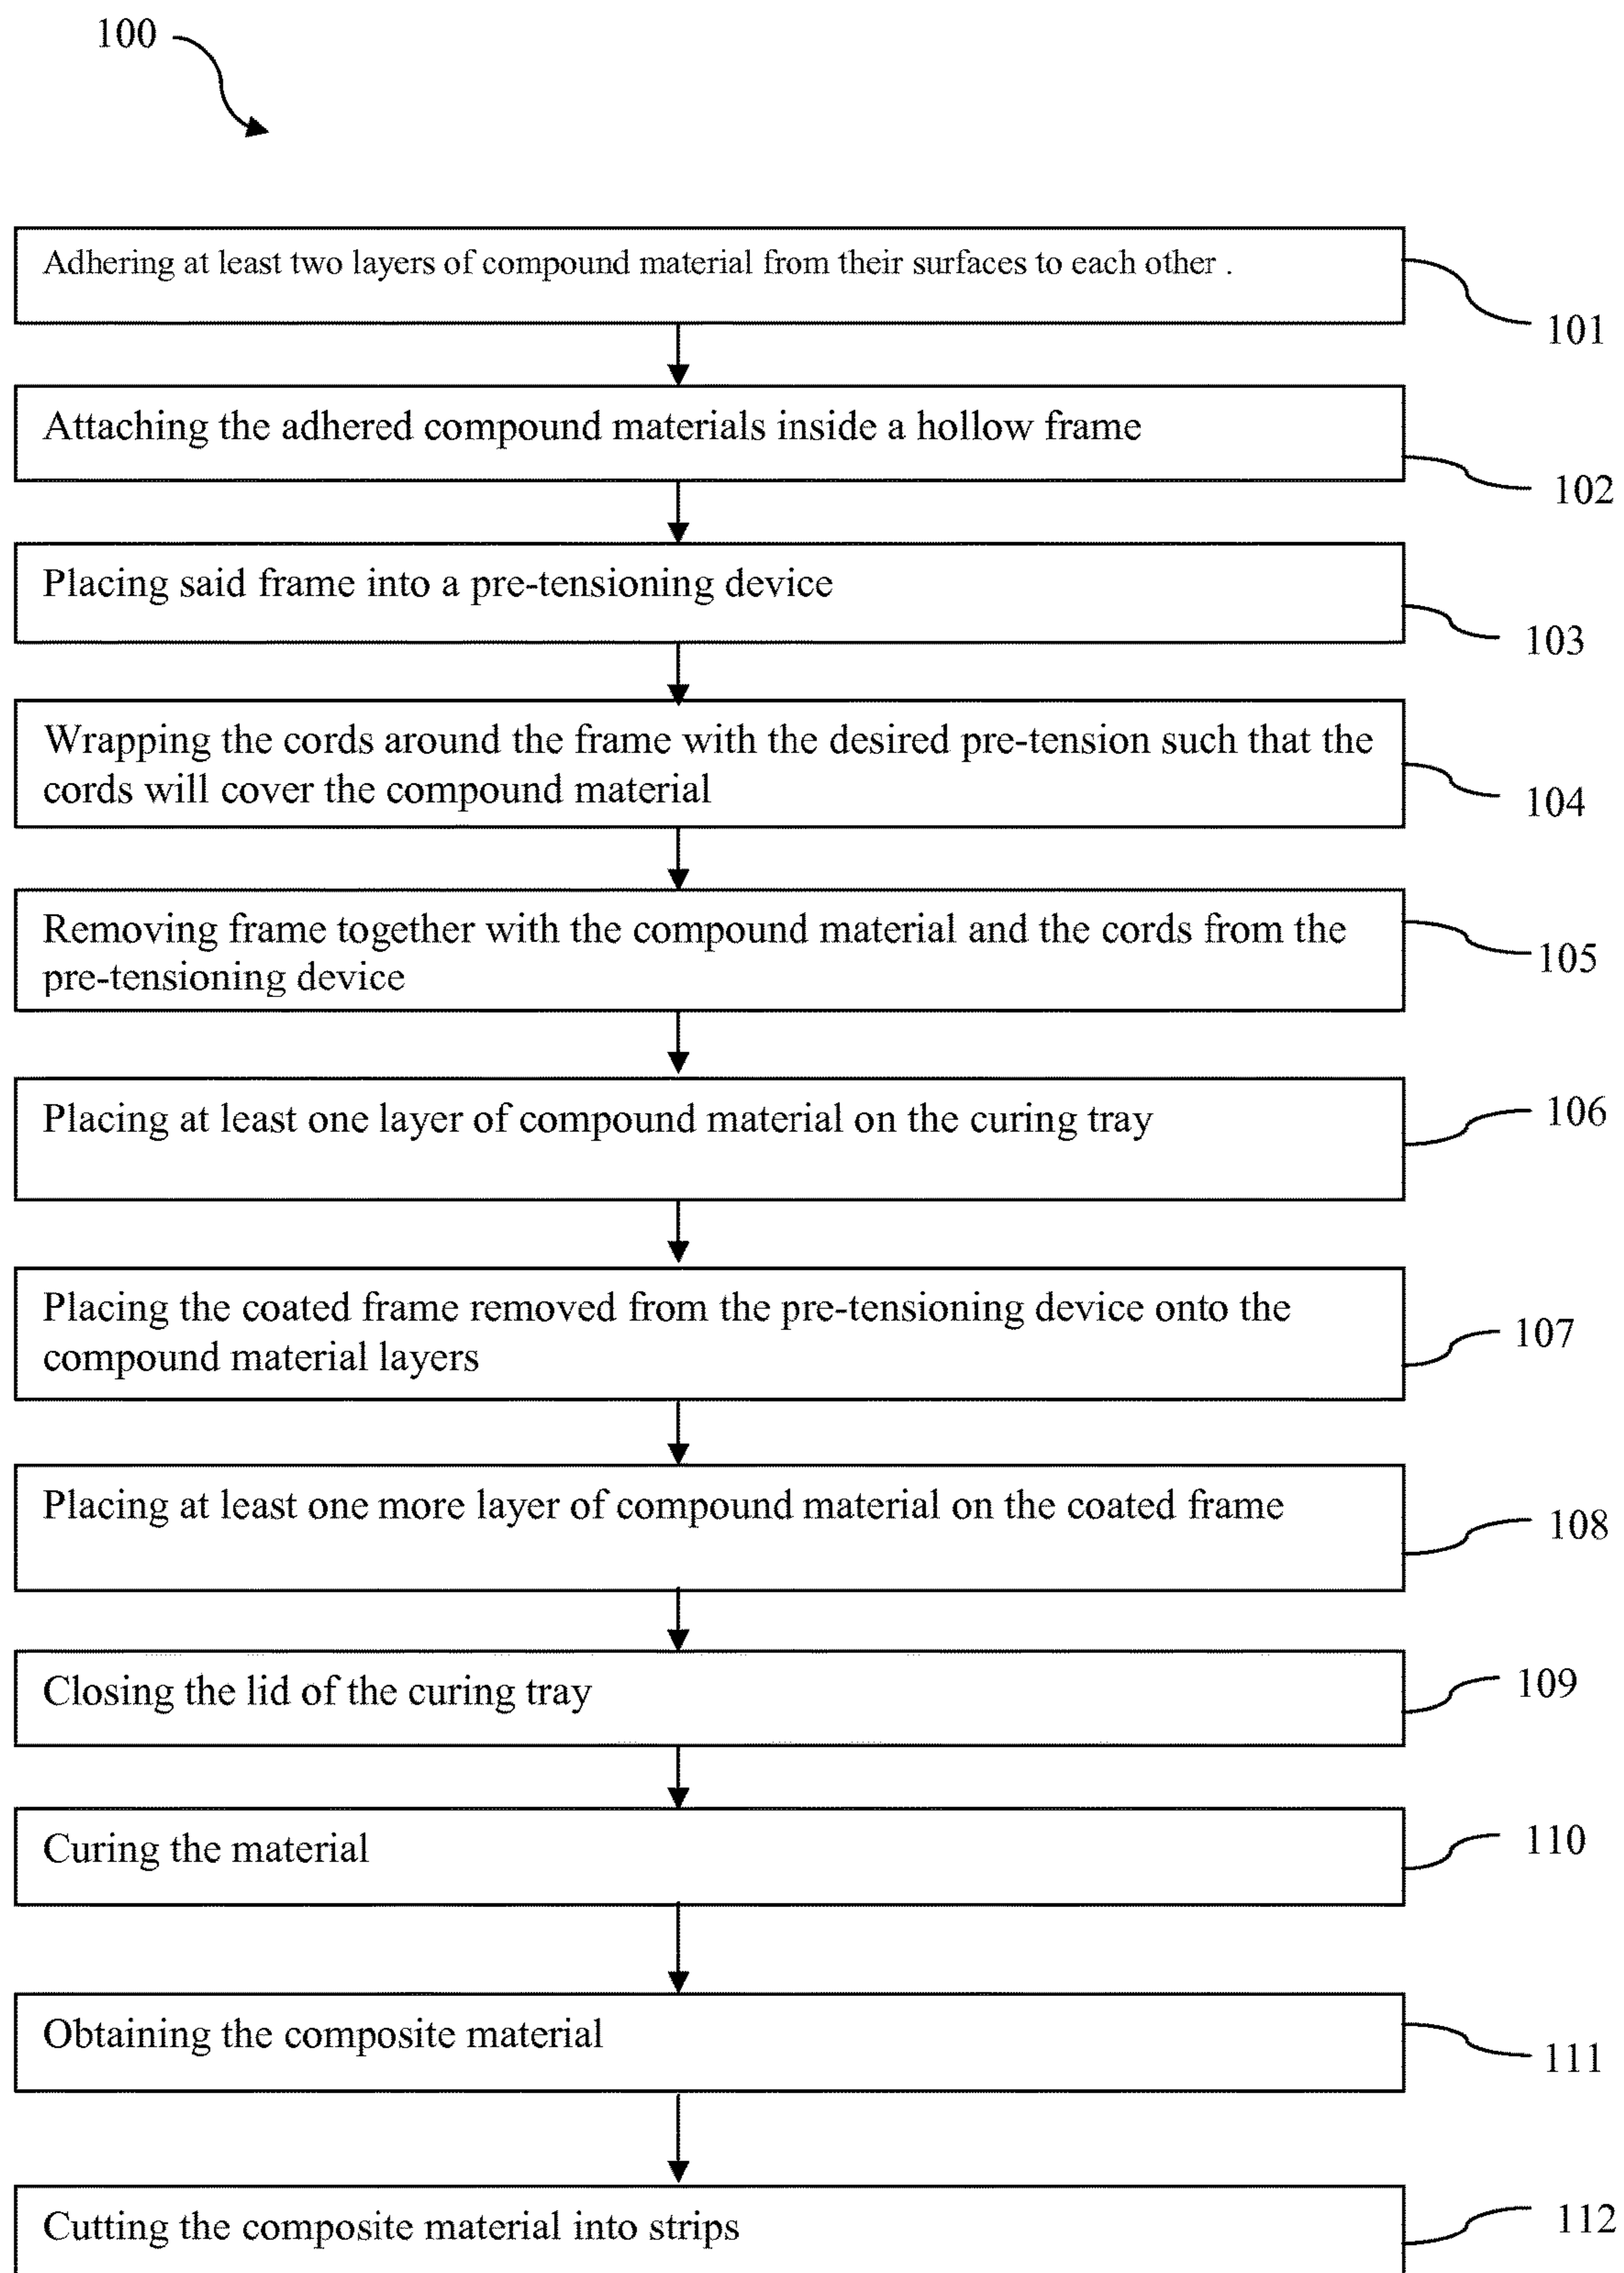 100
Adhering at least two layers of compound material from their surfaces to each other .
101
Attaching the adhered compound materials inside a hollow frame
102
Placing said frame into a pre-tensioning device
103
Wrapping the cords around the frame with the desired pre-tension such that the
cords will cover the compound material
104
Removing frame together with the compound material and the cords from the
pre-tensioning device
105
Placing at least one layer of compound material on the curing tray
106
Placing the coated frame removed from the pre-tensioning device onto the
compound material layers
107
Placing at least one more layer of compound material on the coated frame
108
Closing the lid of the curing tray
109
Curing the material
110
Obtaining the composite material
111
Cutting the composite material into strips
112